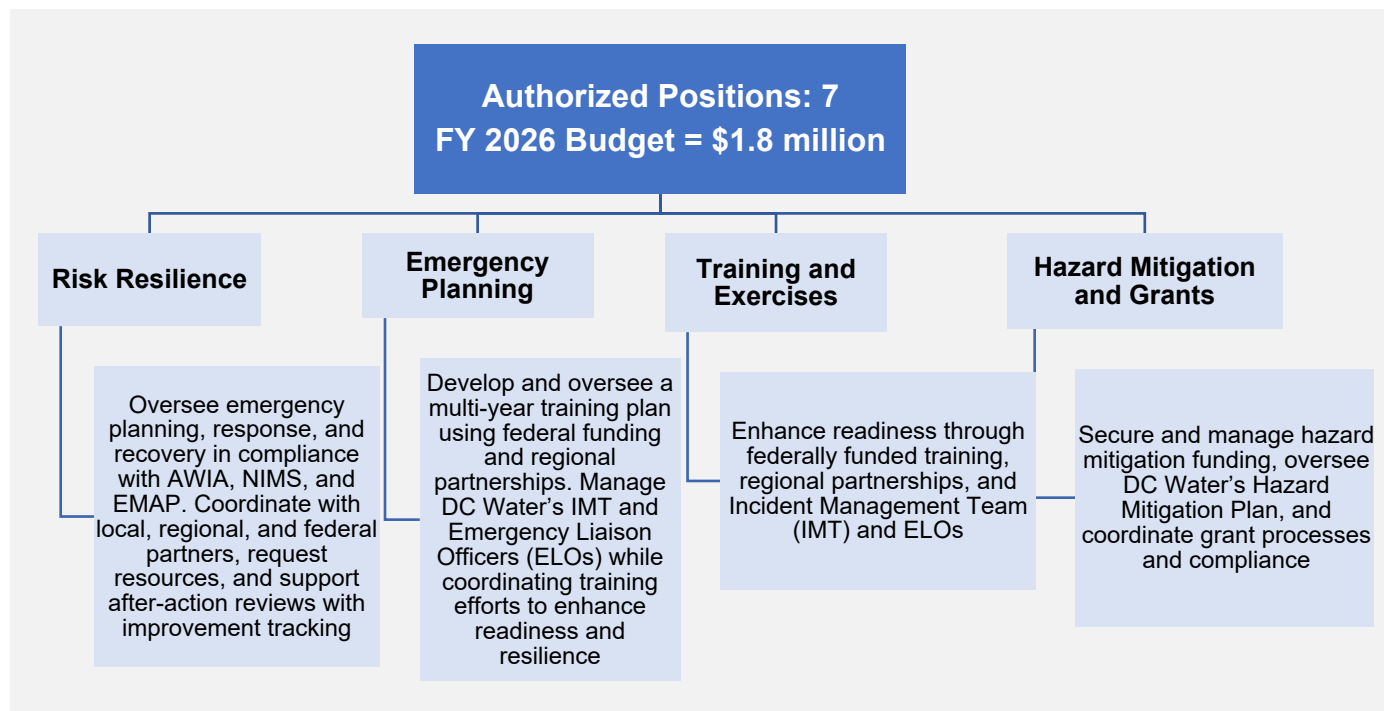 Authorized Positions: 7
FY 2026 Budget = $1.8 million
Risk Resilience
Emergency
Planning
Training and
Exercises
Hazard Mitigation
and Grants
Oversee emergency
planning, response, and
recovery in compliance
with AWIA, NIMS, and
EMAP. Coordinate with
local, regional, and federal
partners, request
resources, and support
after-action reviews with
improvement tracking
Develop and oversee a
multi-year training plan
using federal funding
and regional
partnerships. Manage
DC Water’s IMT and
Emergency Liaison
Officers (ELOs) while
coordinating training
efforts to enhance
readiness and
resilience
Enhance readiness through
federally funded training,
regional partnerships, and
Incident Management Team
(IMT) and ELOs
Secure and manage hazard
mitigation funding, oversee
DC Water’s Hazard
Mitigation Plan, and
coordinate grant processes
and compliance